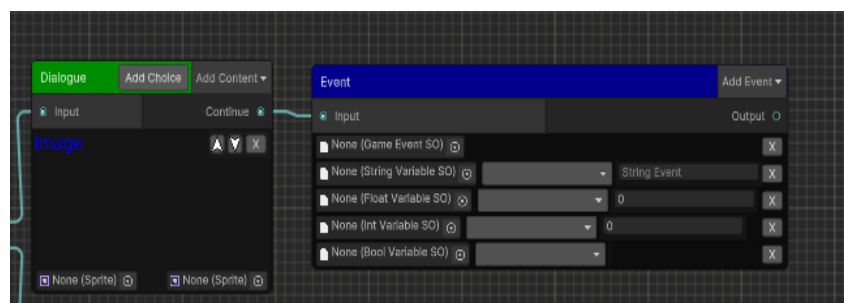 Dialogue Add Choice Add Content
Input Continue
Image X
None (Sprite) None (Sprite)
Event Add Event
Input Output
None (Game Event SO) X
None (String Variable SO) String Event X
None (Float Variable SO) 0 X
None (Int Variable SO) 0 X
None (Bool Variable SO) X